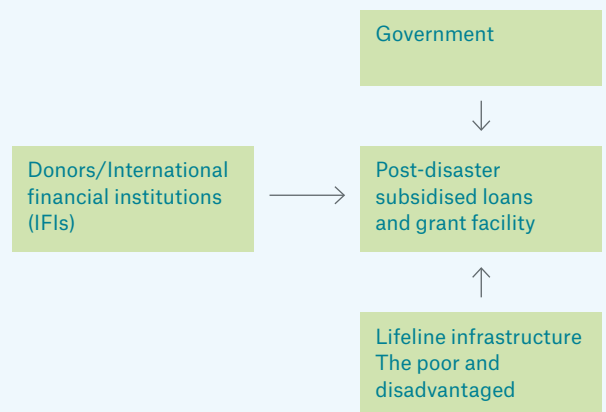 Government
Donors/International
financial institutions
(IFIs)
Post-disaster
subsidised loans
and grant facility
Lifeline infrastructure
The poor and
disadvantaged